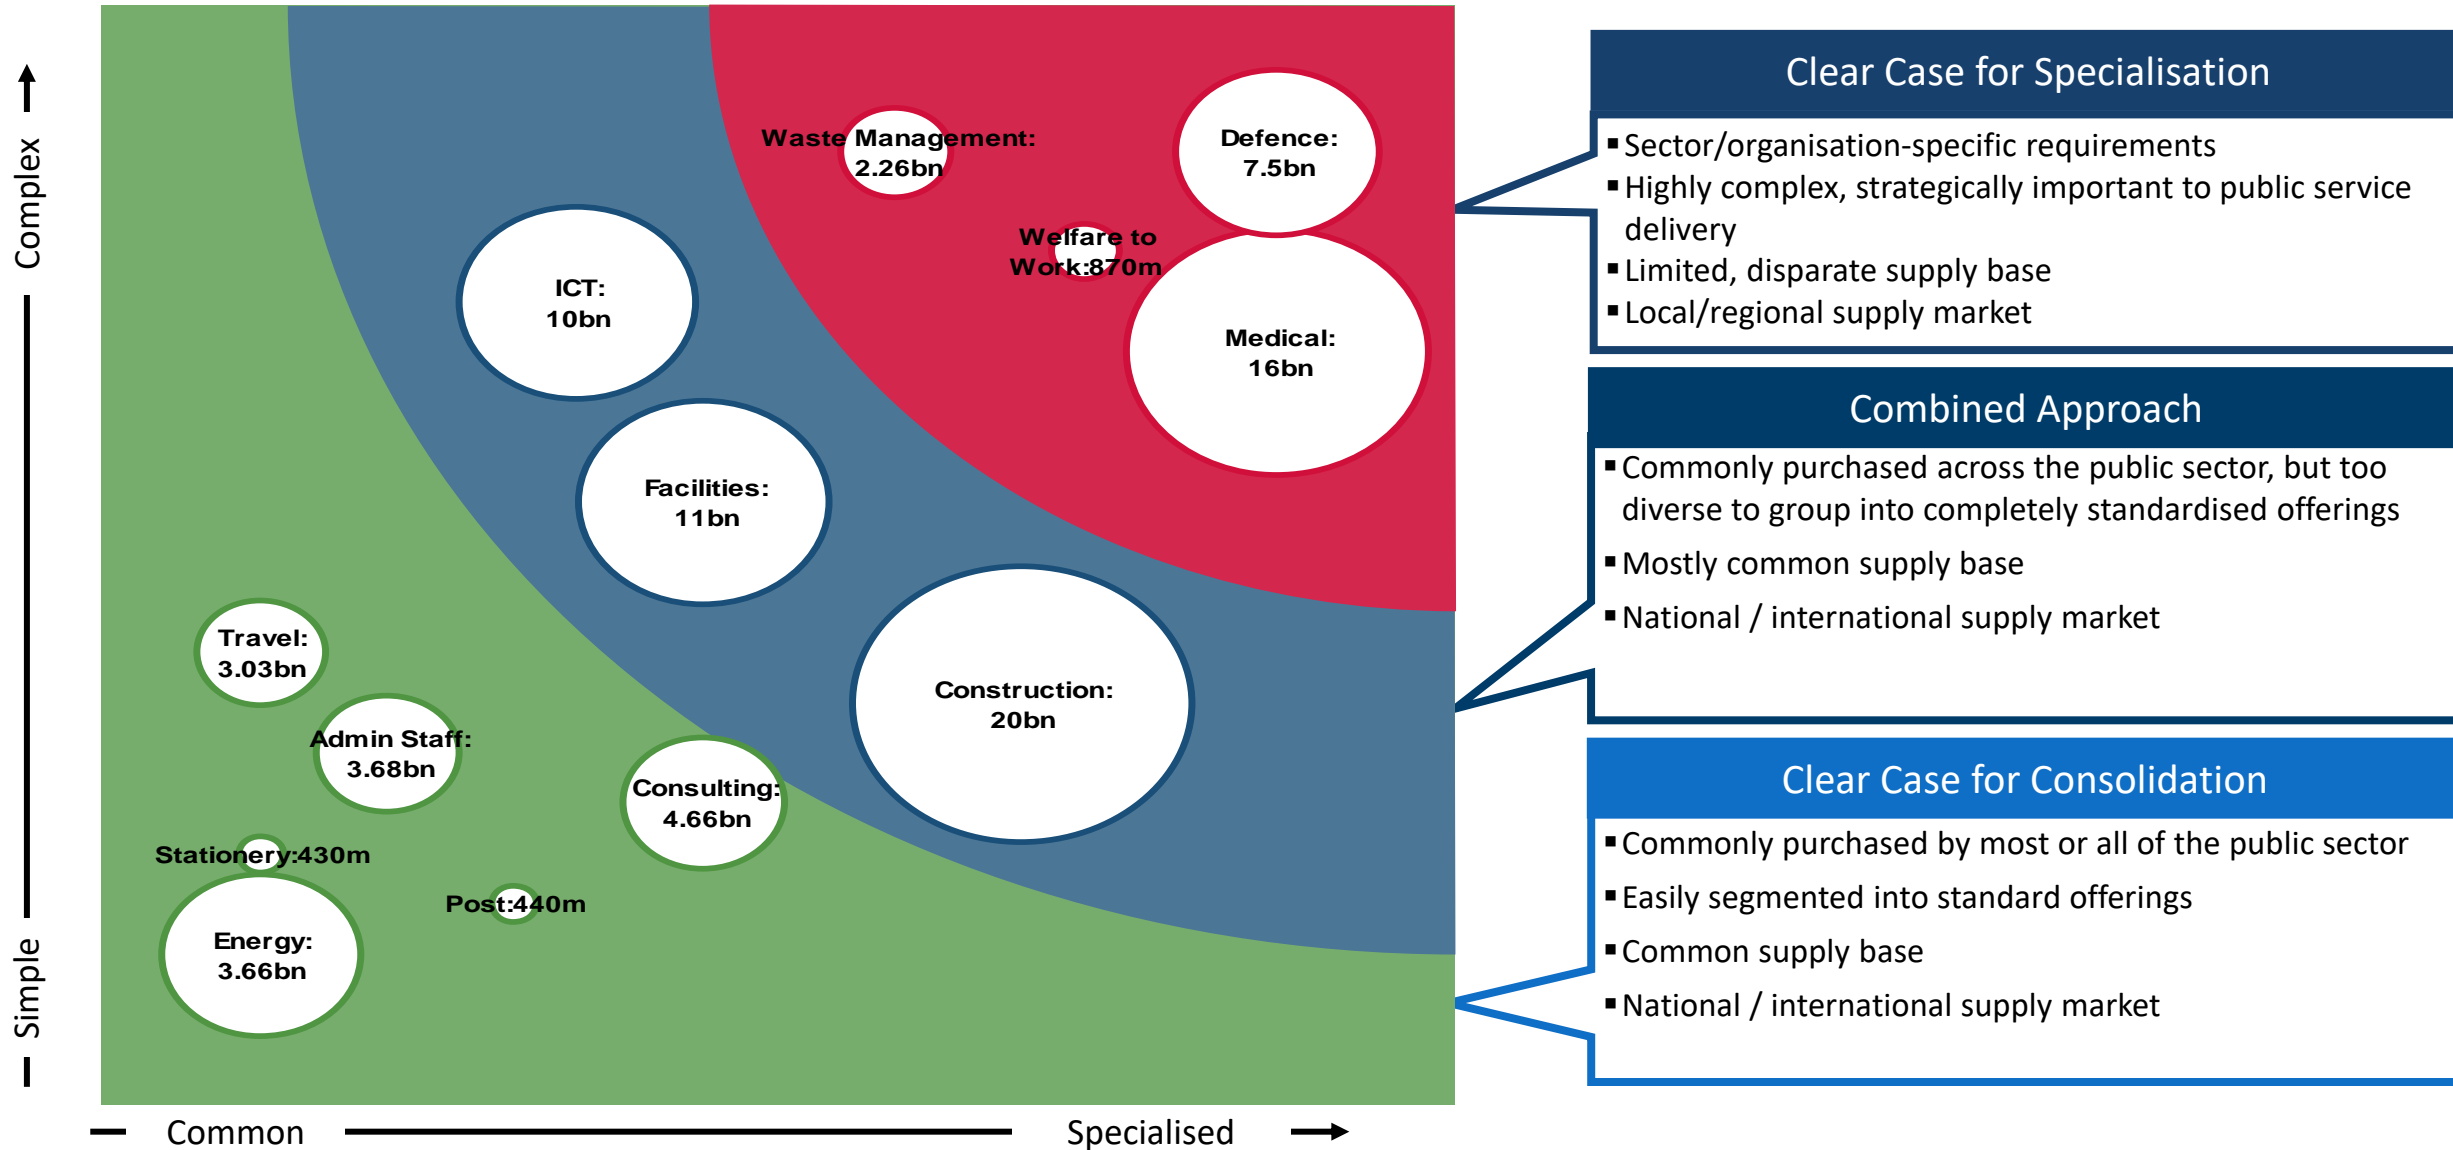 Complex
Simple
Waste Management:
2.26bn
Defence:
7.5bn
Welfare to
Work:870m
ICT:
10bn
Medical:
16bn
Facilities:
11bn
Travel:
3.03bn
Construction:
20bn
Admin Staff:
3.68bn
Consulting:
4.66bn
Stationery:430m
Post:440m
Energy:
3.66bn
Common
Specialised
Clear Case for Specialisation
▪Sector/organisation-specific requirements
▪Highly complex, strategically important to public service
delivery
▪Limited, disparate supply base
▪Local/regional supply market
Combined Approach
▪Commonly purchased across the public sector, but too
diverse to group into completely standardised offerings
▪Mostly common supply base
▪National / international supply market
Clear Case for Consolidation
▪Commonly purchased by most or all of the public sector
▪Easily segmented into standard offerings
▪Common supply base
▪National / international supply market